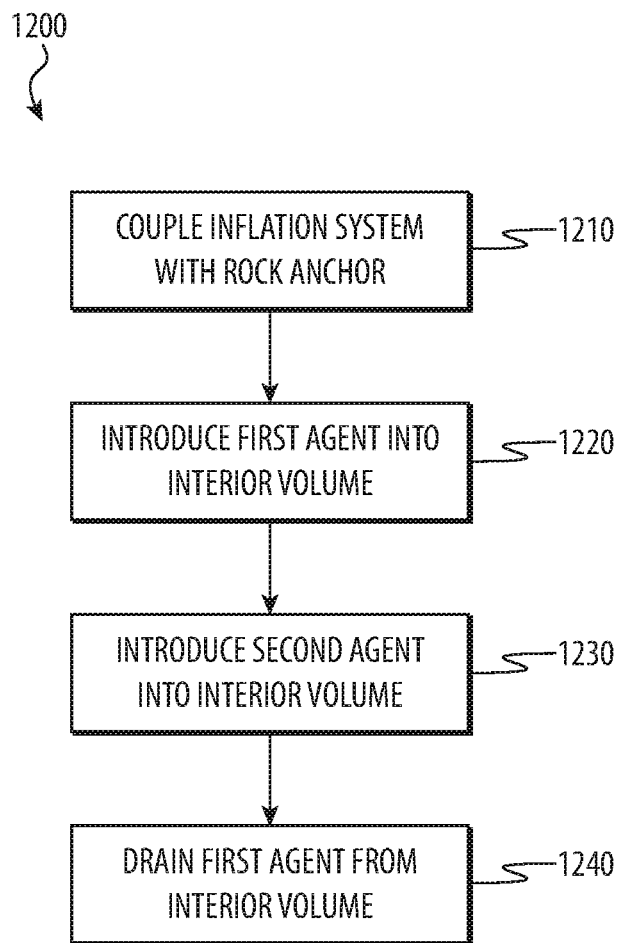 1200
COUPLE INFLATION SYSTEM
WITH ROCK ANCHOR
1210
INTRODUCE FIRST AGENT INTO
INTERIOR VOLUME
1220
INTRODUCE SECOND AGENT
INTO INTERIOR VOLUME
1230
DRAIN FIRST AGENT FROM
INTERIOR VOLUME
1240